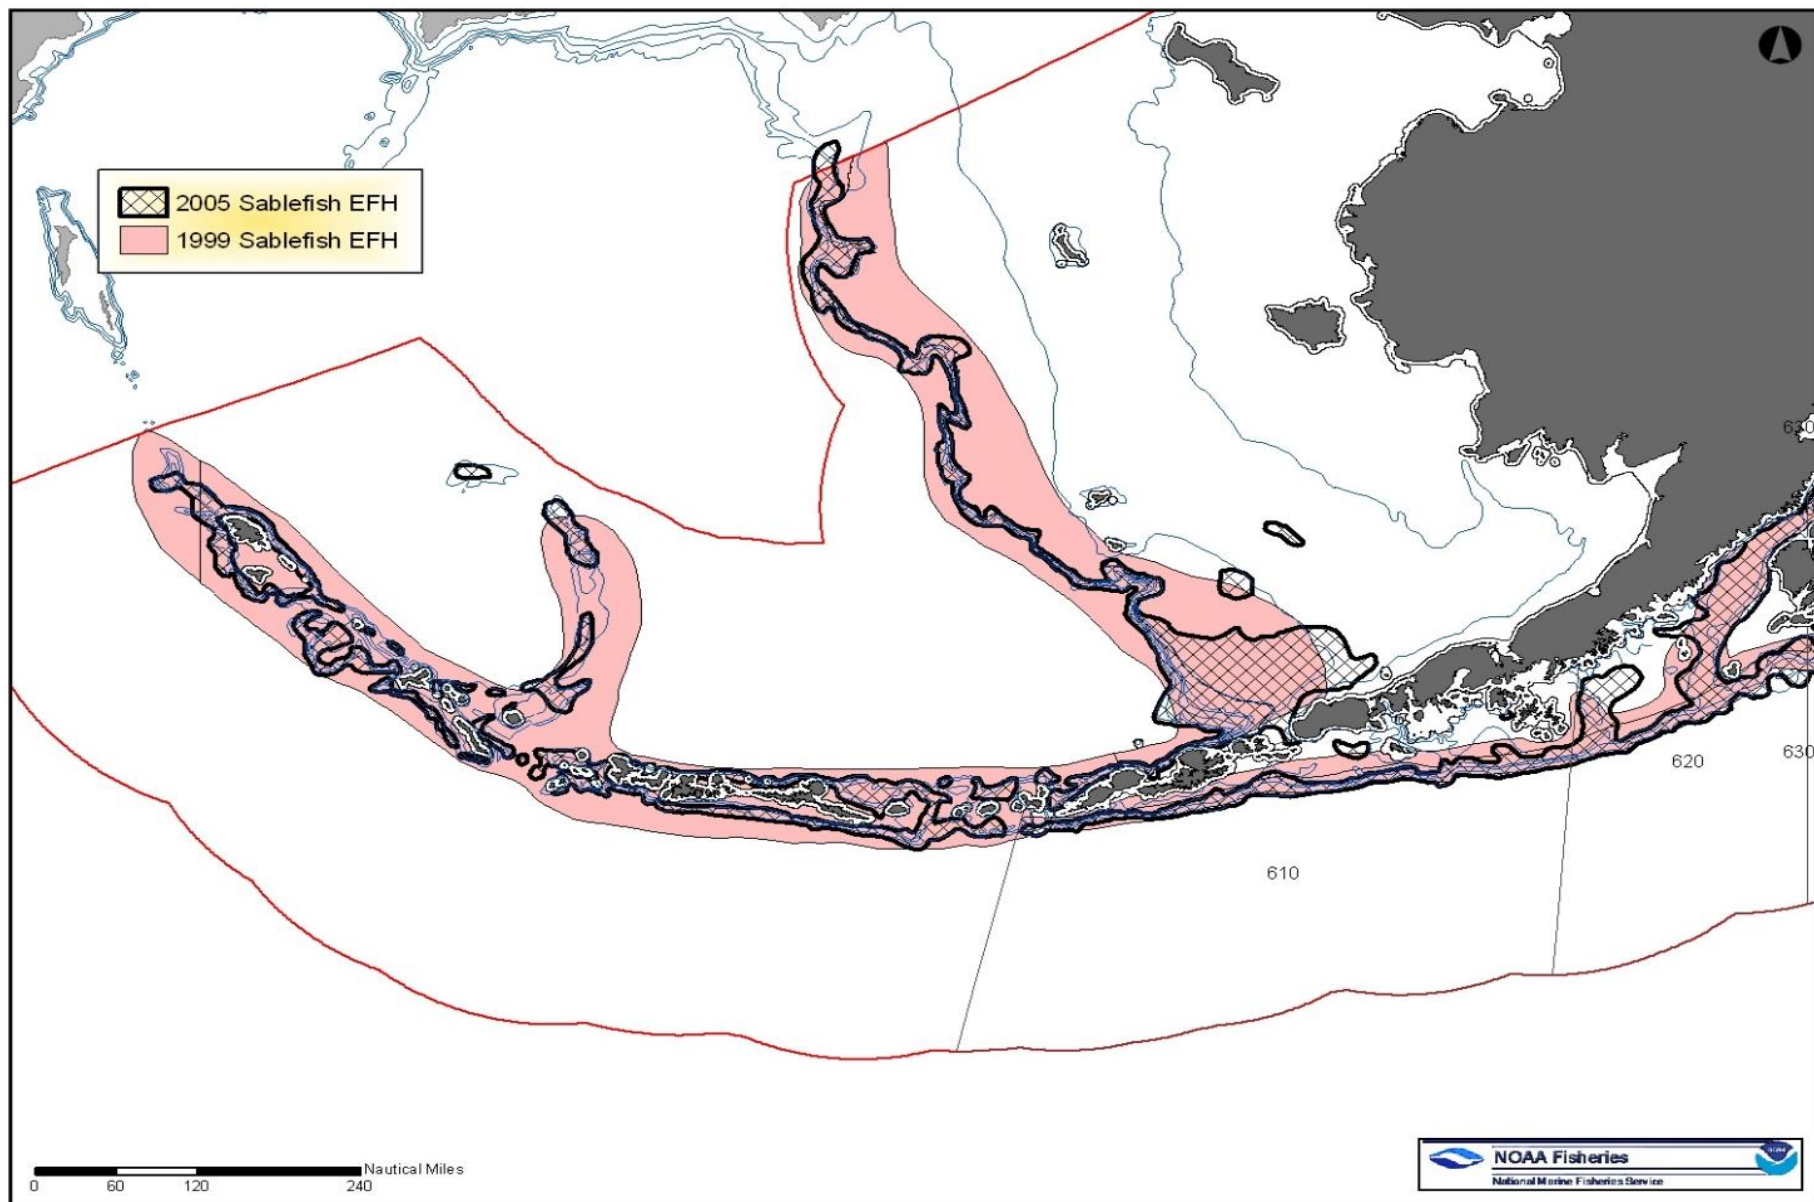 2005 Sablefish EFH
1999 Sablefish EFH
630
620
630
610
Nautical Miles
0 60 120 240
NOAA Fisheries
National Marine Fisheries Service